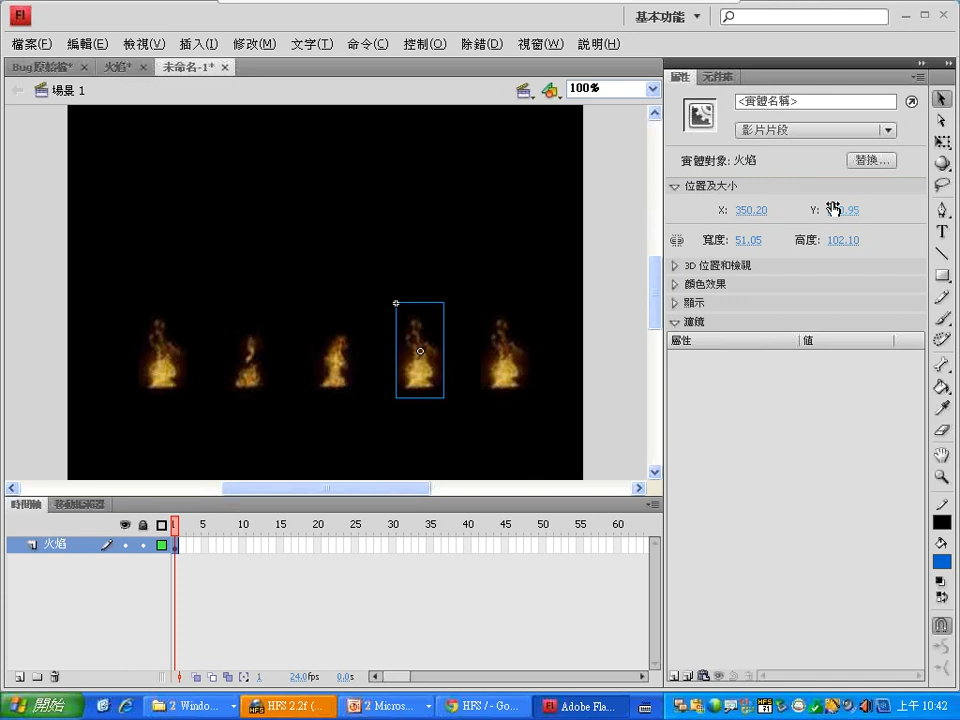 Fl
基本功能
檔案(F) 編輯(E) 檢視(V) 插入(I) 修改(M) 文字(T) 命令(C) 控制(O) 除錯(D) 視窗(W) 說明(H)
Bug原始檔* 火焰* 未命名-1*
場景 1
100%
屬性 元件庫
<實體名稱>
影片片段
實體對象: 火焰
替換...
位置及大小
X: 350.20 Y:
寬度: 51.05 高度: 102.10
3D 位置和檢視
顏色效果
顯示
濾鏡
屬性 值
時間軸 移動編輯器
5 10 15 20 25 30 35 40 45 50 55 60
火焰
1 24.0fps 0.0s
開始
2 Windo...
HFS 2.2f (...
2 Micros...
HFS / - Go...
Adobe Fla...
上午 10:42